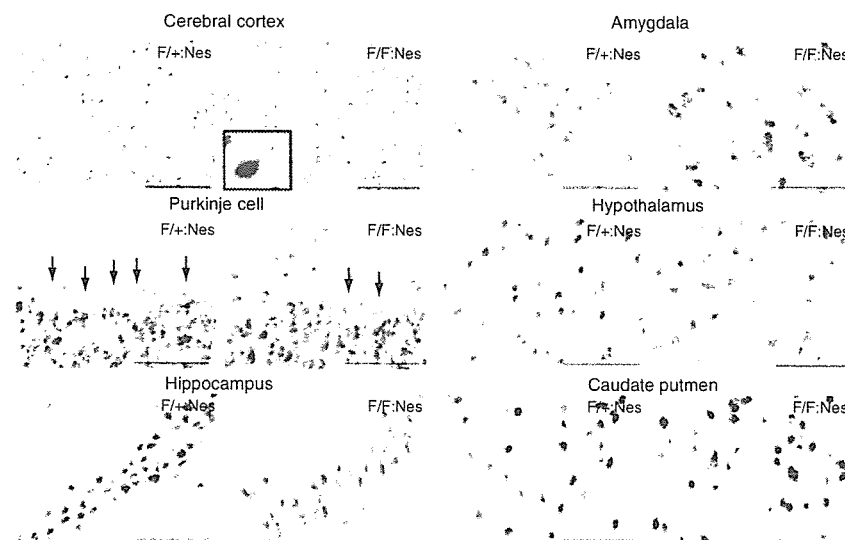 Cerebral cortex
F/+:Nes
F/F:Nes
Purkinje cell
F/+:Nes
F/F:Nes
Hippocampus
F/+:Nes
F/F:Nes
Amygdala
F/+:Nes
F/F:Nes
Hypothalamus
F/+:Nes
F/F:Nes
Caudate putmen
F/+:Nes
F/F:Nes